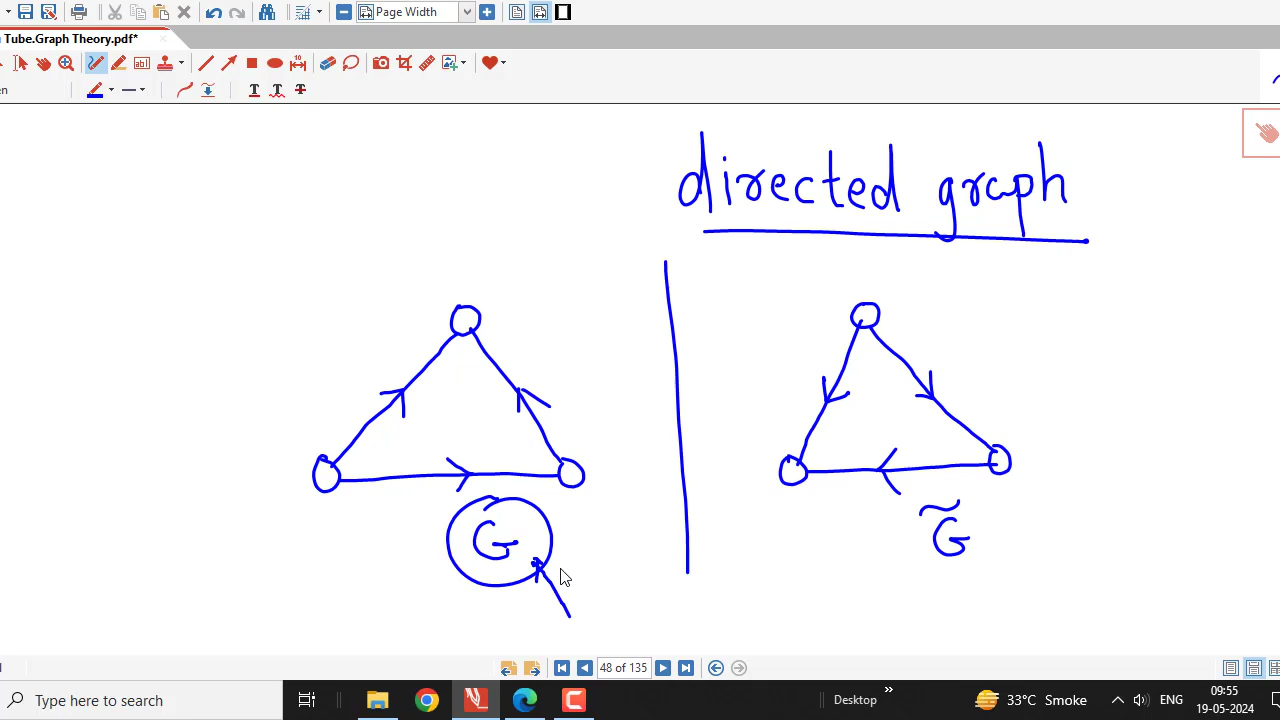 Page Width
Tube.Graph Theory.pdf*
directed graph
G
G̃
48 of 135
Type here to search
Desktop
33°C Smoke
ENG
09:55
19-05-2024